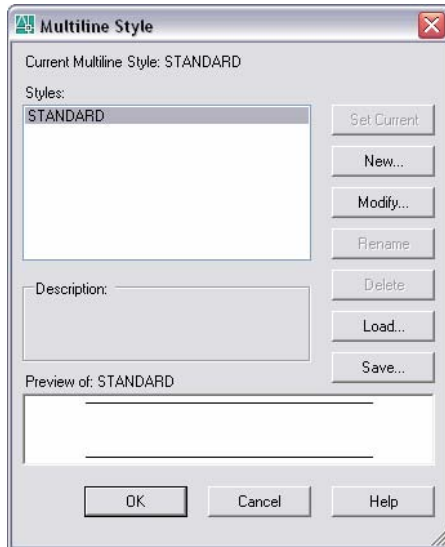 Multiline Style
Current Multiline Style: STANDARD
Styles:
STANDARD
Set Current
New...
Modify...
Rename
Delete
Load...
Save...
Description:
Preview of: STANDARD
OK
Cancel
Help